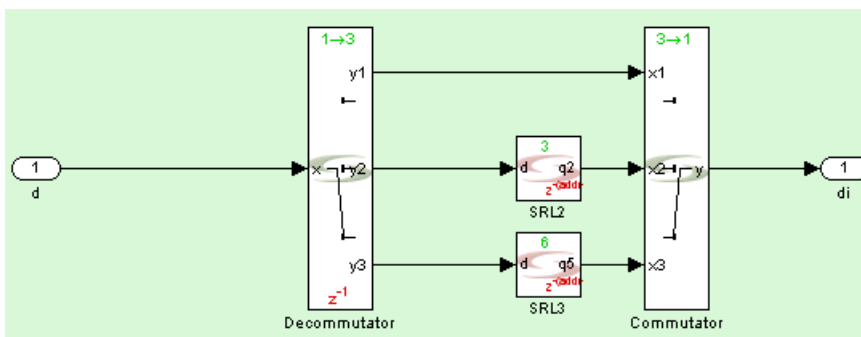 1→3
3→1
y1
x1
1
d
x
y2
3
d q2
z-(addr
SRL2
x2
y
1
di
y3
6
d q5
z-(addr
SRL3
x3
z-1
Decommutator
Commutator